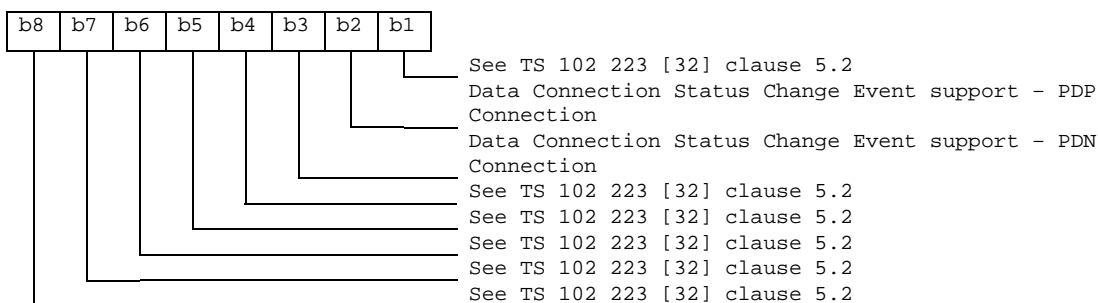 b8 b7 b6 b5 b4 b3 b2 b1
See TS 102 223 [32] clause 5.2
Data Connection Status Change Event support – PDP
Connection
Data Connection Status Change Event support – PDN
Connection
See TS 102 223 [32] clause 5.2
See TS 102 223 [32] clause 5.2
See TS 102 223 [32] clause 5.2
See TS 102 223 [32] clause 5.2
See TS 102 223 [32] clause 5.2